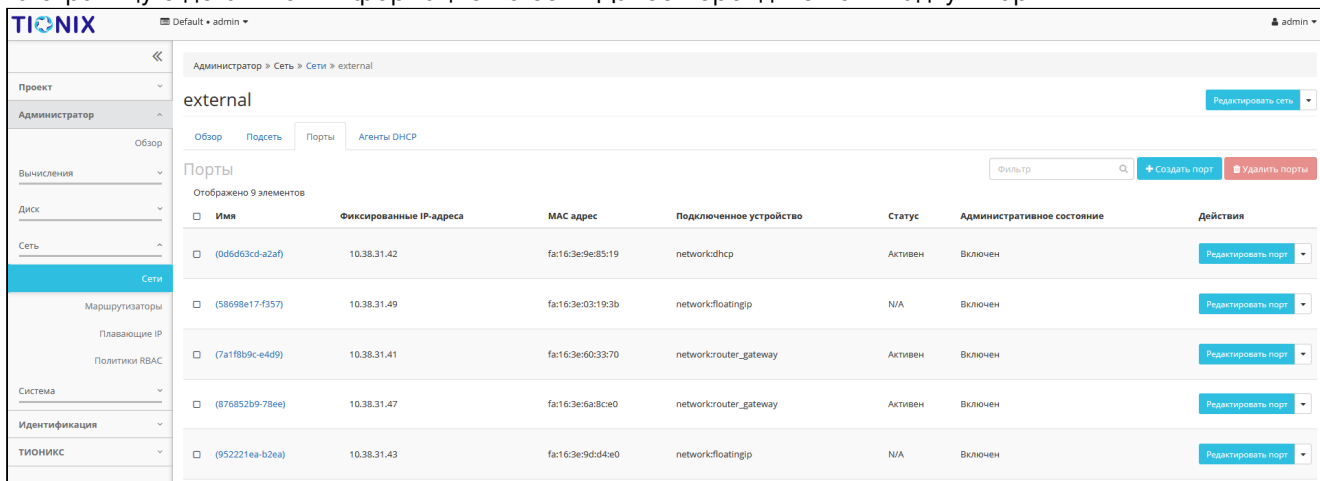 TIONIX
Default • admin
admin
Администратор » Сеть » Сети » external
Проект
Администратор
Обзор
Вычисления
Диск
Сеть
Сети
Маршрутизаторы
Плавающие IP
Политики RBAC
Система
Идентификация
ТИОНИКС
external
Редактировать сеть
Обзор Подсеть Порты Агенты DHCP
Порты
Фильтр
Создать порт
Удалить порты
Отображено 9 элементов
Имя Фиксированные IP-адреса MAC адрес Подключенное устройство Статус Административное состояние Действия
(0d6d63cd-a2af) 10.38.31.42 fa:16:3e:9e:85:19 network:dhcp Активен Включен Редактировать порт
(58698e17-f357) 10.38.31.49 fa:16:3e:03:19:3b network:floatingip N/A Включен Редактировать порт
(7a1f8b9c-e4d9) 10.38.31.41 fa:16:3e:60:33:70 network:router_gateway Активен Включен Редактировать порт
(876852b9-78ee) 10.38.31.47 fa:16:3e:6a:8c:e0 network:router_gateway Активен Включен Редактировать порт
(952221ea-b2ea) 10.38.31.43 fa:16:3e:9d:d4:e0 network:floatingip N/A Включен Редактировать порт